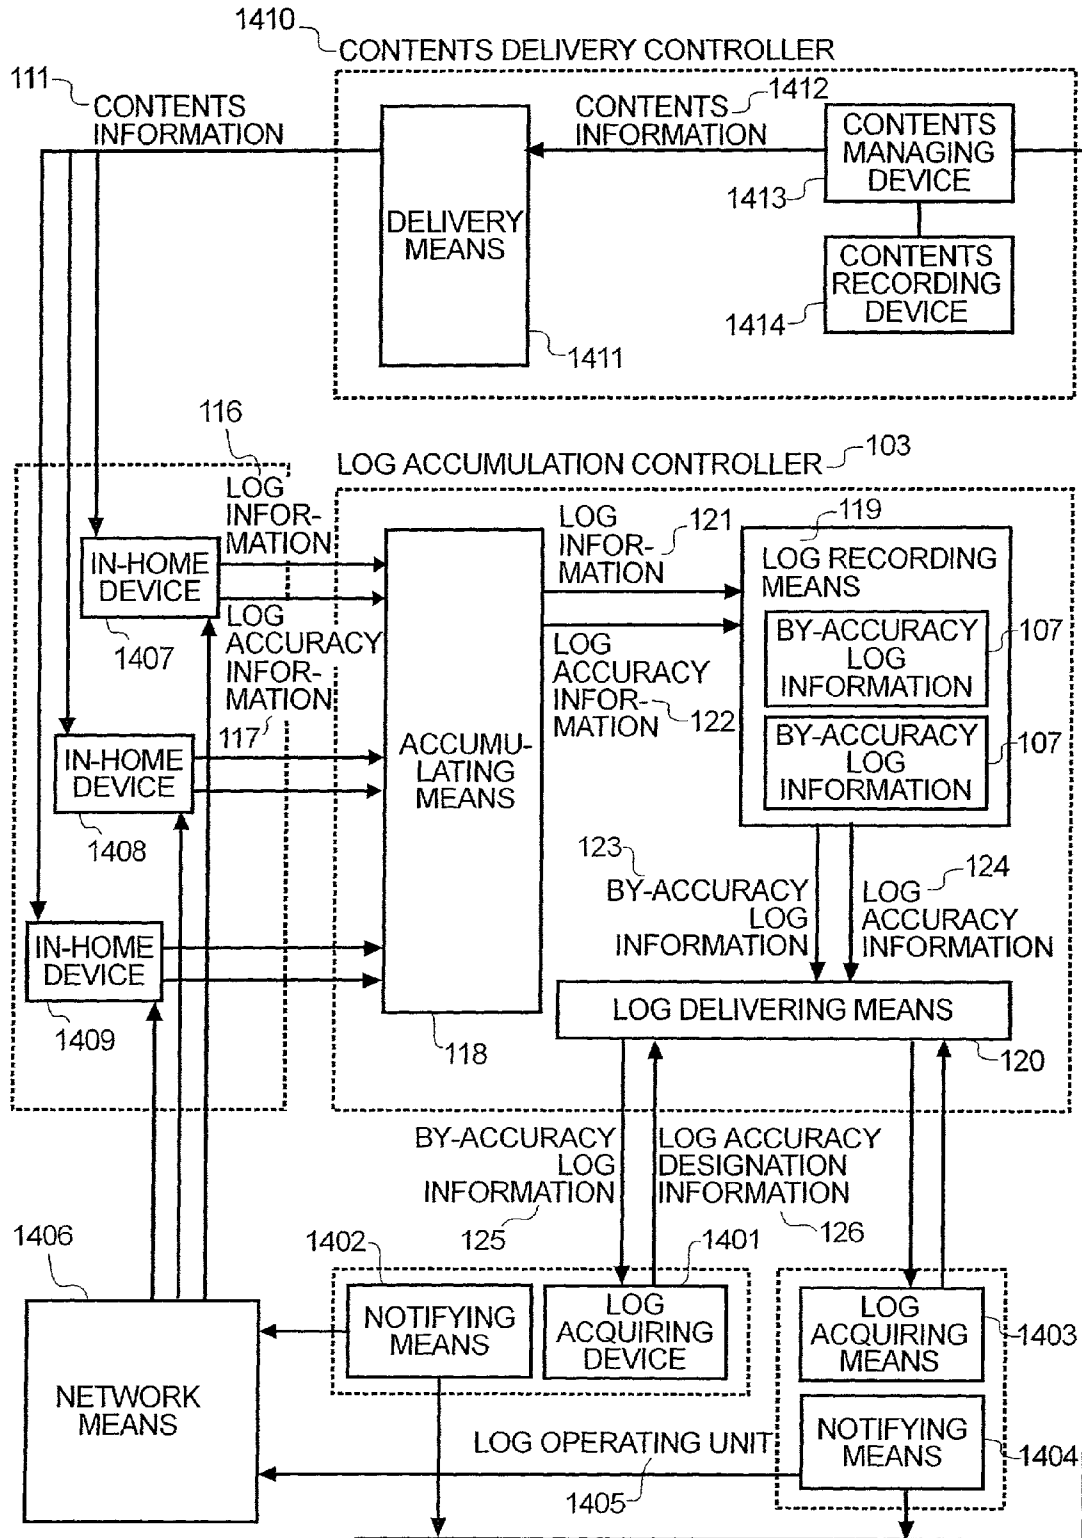 1410
CONTENTS DELIVERY CONTROLLER
111
CONTENTS
INFORMATION
CONTENTS
INFORMATION
1412
CONTENTS
MANAGING
DEVICE
1413
DELIVERY
MEANS
CONTENTS
RECORDING
DEVICE
1414
1411
116
LOG ACCUMULATION CONTROLLER
103
LOG
INFOR-
MATION
LOG
INFOR-
MATION
121
119
LOG RECORDING
MEANS
IN-HOME
DEVICE
1407
LOG
ACCURACY
INFOR-
MATION
117
LOG
ACCURACY
INFOR-
MATION
122
BY-ACCURACY
LOG
INFORMATION
107
BY-ACCURACY
LOG
INFORMATION
107
IN-HOME
DEVICE
1408
ACCUMU-
LATING
MEANS
123
BY-ACCURACY
LOG
INFORMATION
124
LOG
ACCURACY
INFORMATION
IN-HOME
DEVICE
1409
LOG DELIVERING MEANS
118
120
BY-ACCURACY
LOG
INFORMATION
125
LOG ACCURACY
DESIGNATION
INFORMATION
126
1406
1402
1401
NOTIFYING
MEANS
LOG
ACQUIRING
DEVICE
LOG
ACQUIRING
MEANS
1403
NETWORK
MEANS
LOG OPERATING UNIT
1405
NOTIFYING
MEANS
1404